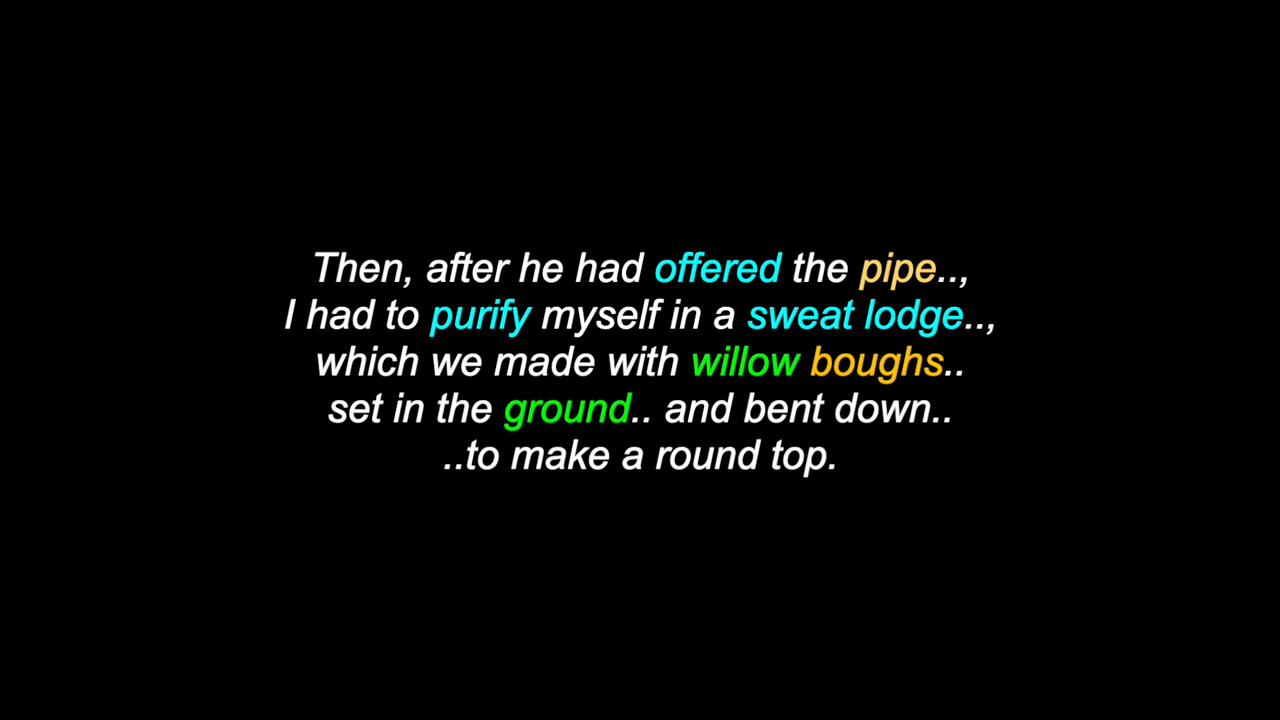 Then, after he had offered the pipe..,
I had to purify myself in a sweat lodge..,
which we made with willow boughs..
set in the ground.. and bent down..
..to make a round top.